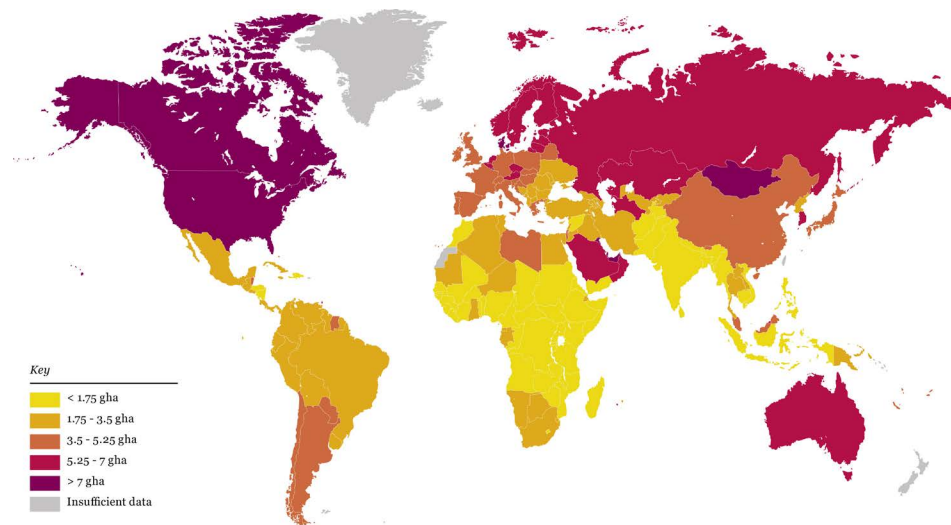 Key
< 1.75 gha
1.75 - 3.5 gha
3.5 - 5.25 gha
5.25 - 7 gha
> 7 gha
Insufficient data